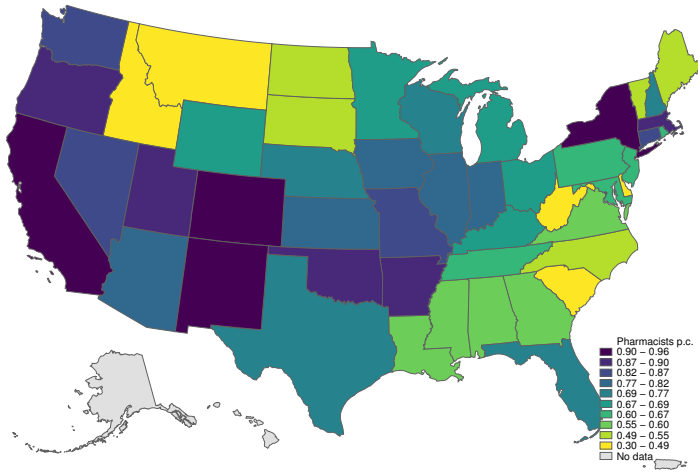 Pharmacists p.c.
0.90 – 0.96
0.87 – 0.90
0.82 – 0.87
0.77 – 0.82
0.69 – 0.77
0.67 – 0.69
0.60 – 0.67
0.55 – 0.60
0.49 – 0.55
0.30 – 0.49
No data